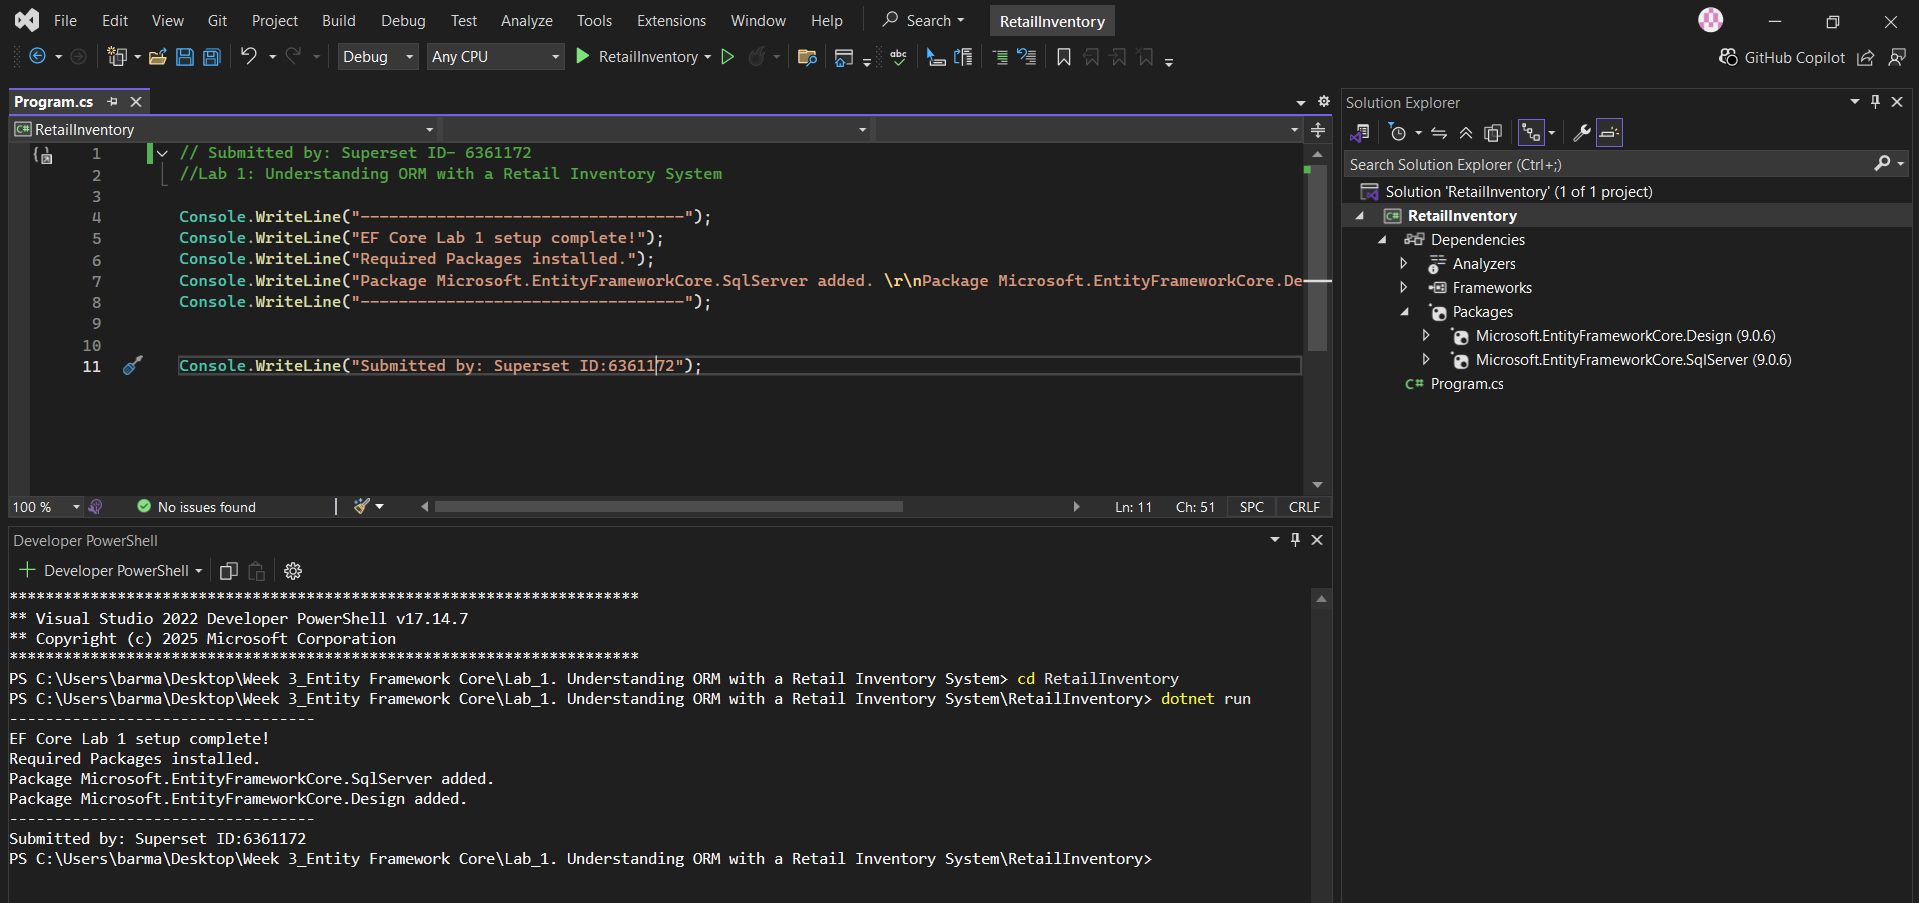 File Edit View Git Project Build Debug Test Analyze Tools Extensions Window Help Search RetailInventory
Debug Any CPU RetailInventory abc GitHub Copilot
Program.cs
C# RetailInventory
1 // Submitted by: Superset ID- 6361172
2 //Lab 1: Understanding ORM with a Retail Inventory System
3
4 Console.WriteLine("----------------------------------");
5 Console.WriteLine("EF Core Lab 1 setup complete!");
6 Console.WriteLine("Required Packages installed.");
7 Console.WriteLine("Package Microsoft.EntityFrameworkCore.SqlServer added. \r\nPackage Microsoft.EntityFrameworkCore.De
8 Console.WriteLine("----------------------------------");
9
10
11 Console.WriteLine("Submitted by: Superset ID:6361172");
100 % No issues found Ln: 11 Ch: 51 SPC CRLF
Developer PowerShell
Developer PowerShell
**********************************************************************
** Visual Studio 2022 Developer PowerShell v17.14.7
** Copyright (c) 2025 Microsoft Corporation
**********************************************************************
PS C:\Users\barma\Desktop\Week 3_Entity Framework Core\Lab_1. Understanding ORM with a Retail Inventory System> cd RetailInventory
PS C:\Users\barma\Desktop\Week 3_Entity Framework Core\Lab_1. Understanding ORM with a Retail Inventory System\RetailInventory> dotnet run
----------------------------------
EF Core Lab 1 setup complete!
Required Packages installed.
Package Microsoft.EntityFrameworkCore.SqlServer added.
Package Microsoft.EntityFrameworkCore.Design added.
----------------------------------
Submitted by: Superset ID:6361172
PS C:\Users\barma\Desktop\Week 3_Entity Framework Core\Lab_1. Understanding ORM with a Retail Inventory System\RetailInventory>
Solution Explorer
Search Solution Explorer (Ctrl+;)
Solution 'RetailInventory' (1 of 1 project)
C# RetailInventory
Dependencies
Analyzers
Frameworks
Packages
Microsoft.EntityFrameworkCore.Design (9.0.6)
Microsoft.EntityFrameworkCore.SqlServer (9.0.6)
C# Program.cs